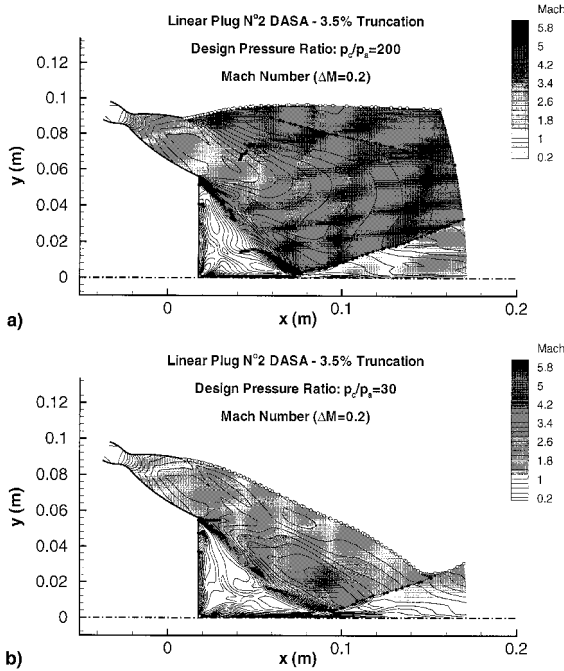 Linear Plug N°2 DASA - 3.5% Truncation
Design Pressure Ratio: pc/pa=200
Mach Number (ΔM=0.2)
Mach
5.8
5
4.2
3.4
2.6
1.8
1
0.2
0.12
0.1
0.08
0.06
0.04
0.02
0
y (m)
0
0.1
0.2
x (m)
a)
Linear Plug N°2 DASA - 3.5% Truncation
Design Pressure Ratio: pc/pa=30
Mach Number (ΔM=0.2)
Mach
5.8
5
4.2
3.4
2.6
1.8
1
0.2
0.12
0.1
0.08
0.06
0.04
0.02
0
y (m)
0
0.1
0.2
x (m)
b)